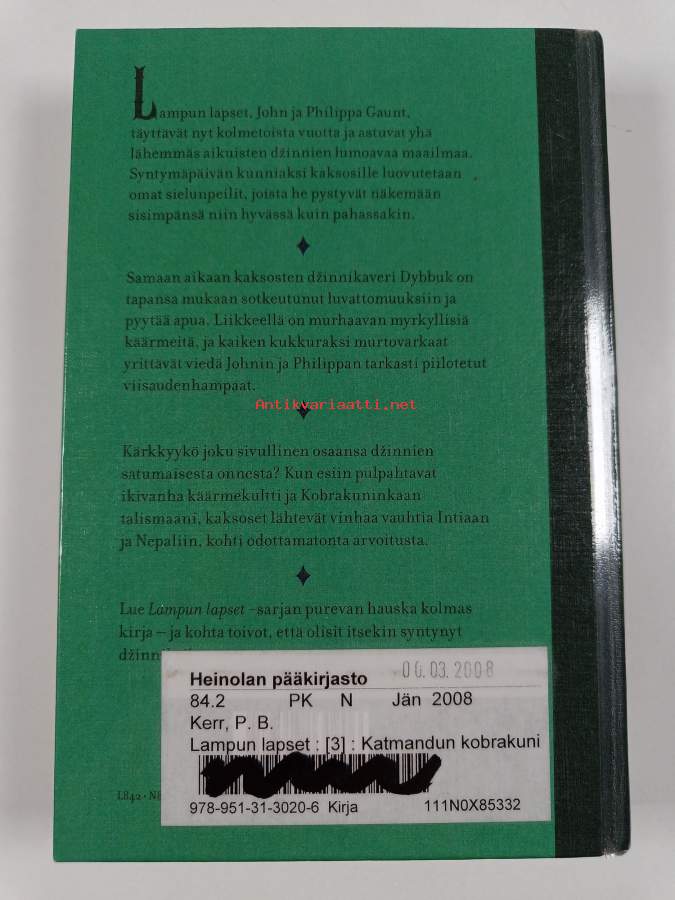 Lampun lapset, John ja Philippa Gaunt,
täyttävät nyt kolmetoista vuotta ja astuvat yhä
lähemmäs aikuisten džinnien lumoavaa maailmaa.
Syntymäpäivän kunniaksi kaksosille luovutetaan
omat sielunpeilit, joista he pystyvät näkemään
sisimpänsä niin hyvässä kuin pahassakin.
Samaan aikaan kaksosten džinnikaveri Dybbuk on
tapansa mukaan sotkeutunut luvattomuuksiin ja
pyytää apua. Liikkeellä on murhaavan myrkyllisiä
käärmeitä, ja kaiken kukkuraksi murtovarkaat
yrittävät viedä Johnin ja Philippan tarkasti piilotetut
viisaudenhampaat.
Antikvariaatti.net
Kärkkyykö joku sivullinen osaansa džinnien
satumaisesta onnesta? Kun esiin pulpahtavat
ikivanha käärmekultti ja Kobrakuninkaan
talismaani, kaksoset lähtevät vinhaa vauhtia Intiaan
ja Nepaliin, kohti odottamatonta arvoitusta.
Lue Lampun lapset –sarjan purevan hauska kolmas
kirja – ja kohta toivot, että olisit itsekin syntynyt
Heinolan pääkirjasto 00.03.2008
84.2 PK N Jän 2008
Kerr, P. B.
Lampun lapset : [3] : Katmandun kobrakuni
L842 · N8
978-951-31-3020-6 Kirja 111N0X85332